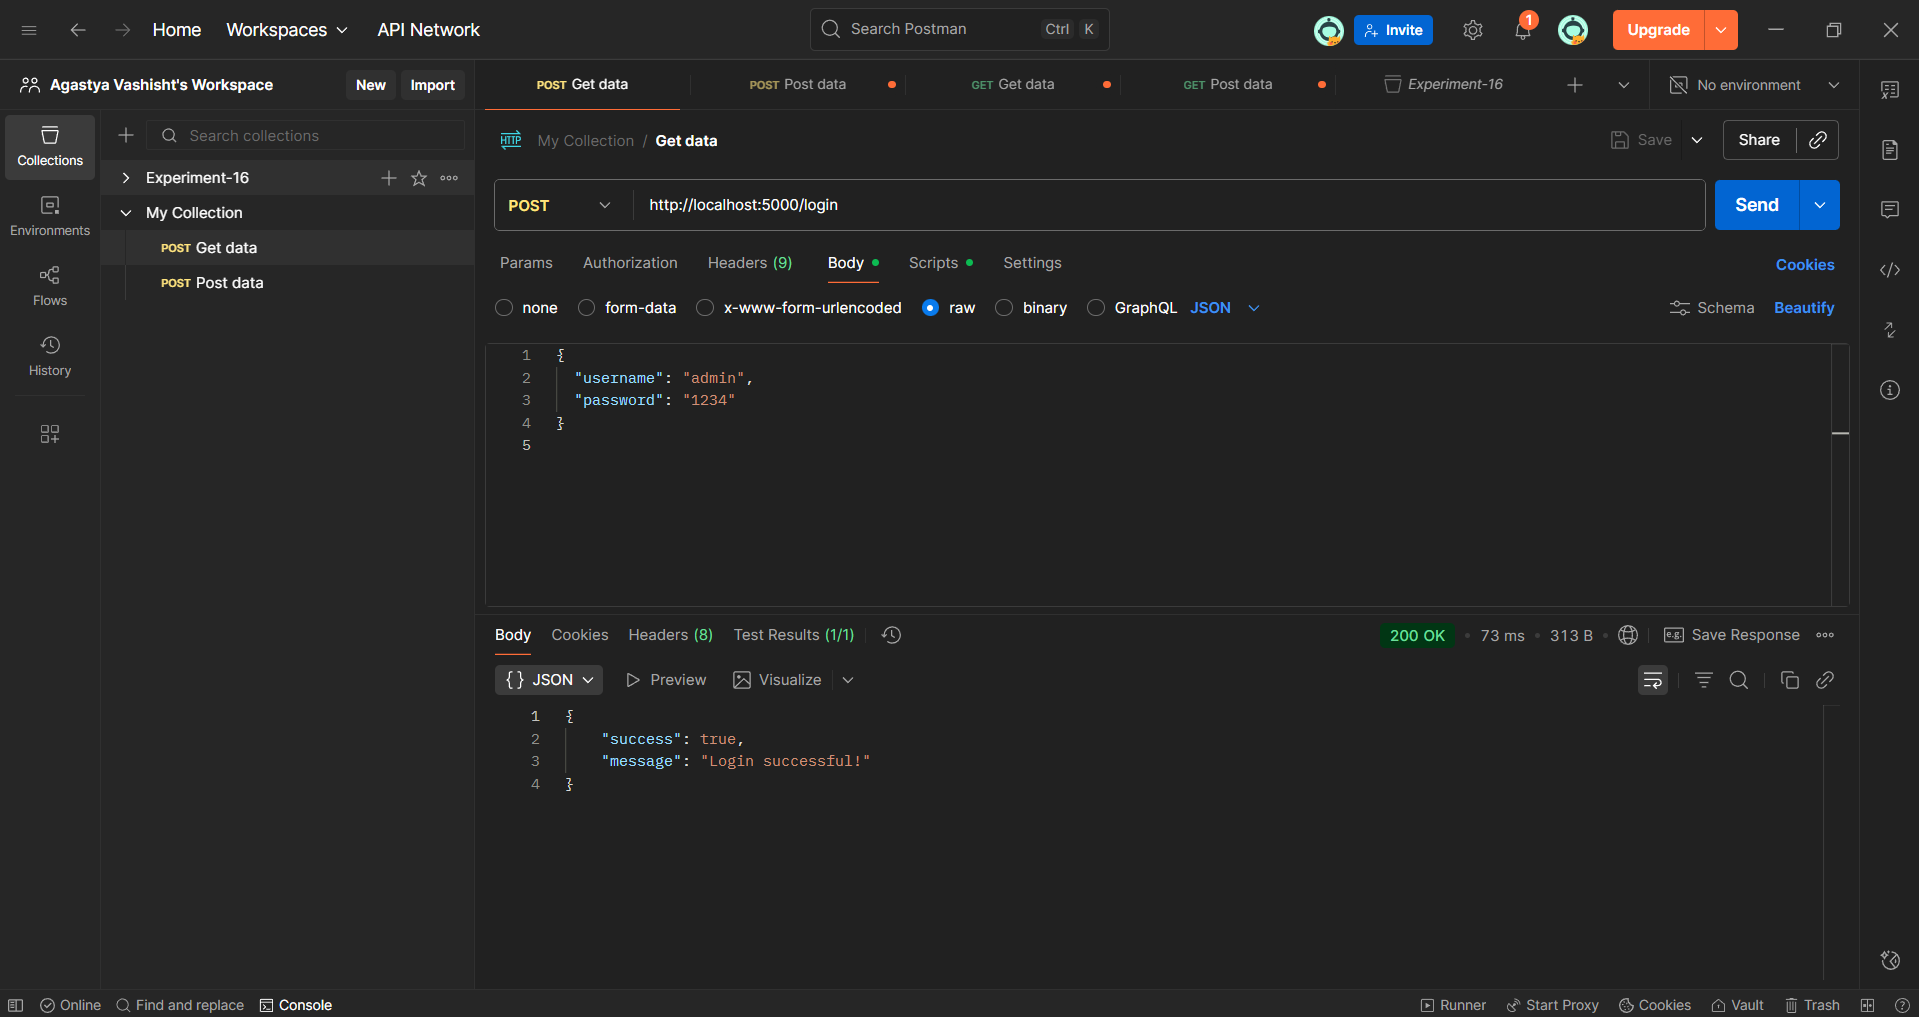 Home Workspaces API Network Search Postman Ctrl K Invite 1 Upgrade
Agastya Vashisht's Workspace New Import POST Get data POST Post data GET Get data GET Post data Experiment-16 No environment
Collections
Search collections
HTTP My Collection / Get data Save Share
Experiment-16
My Collection
POST http://localhost:5000/login Send
Environments
POST Get data
POST Post data
Params Authorization Headers (9) Body Scripts Settings Cookies
Flows
none form-data x-www-form-urlencoded raw binary GraphQL JSON Schema Beautify
History
1 {
2 "username": "admin",
3 "password": "1234"
4 }
5
Body Cookies Headers (8) Test Results (1/1) 200 OK • 73 ms • 313 B • e.g. Save Response
{} JSON Preview Visualize
1 {
2 "success": true,
3 "message": "Login successful!"
4 }
Online Find and replace Console Runner Start Proxy Cookies Vault Trash